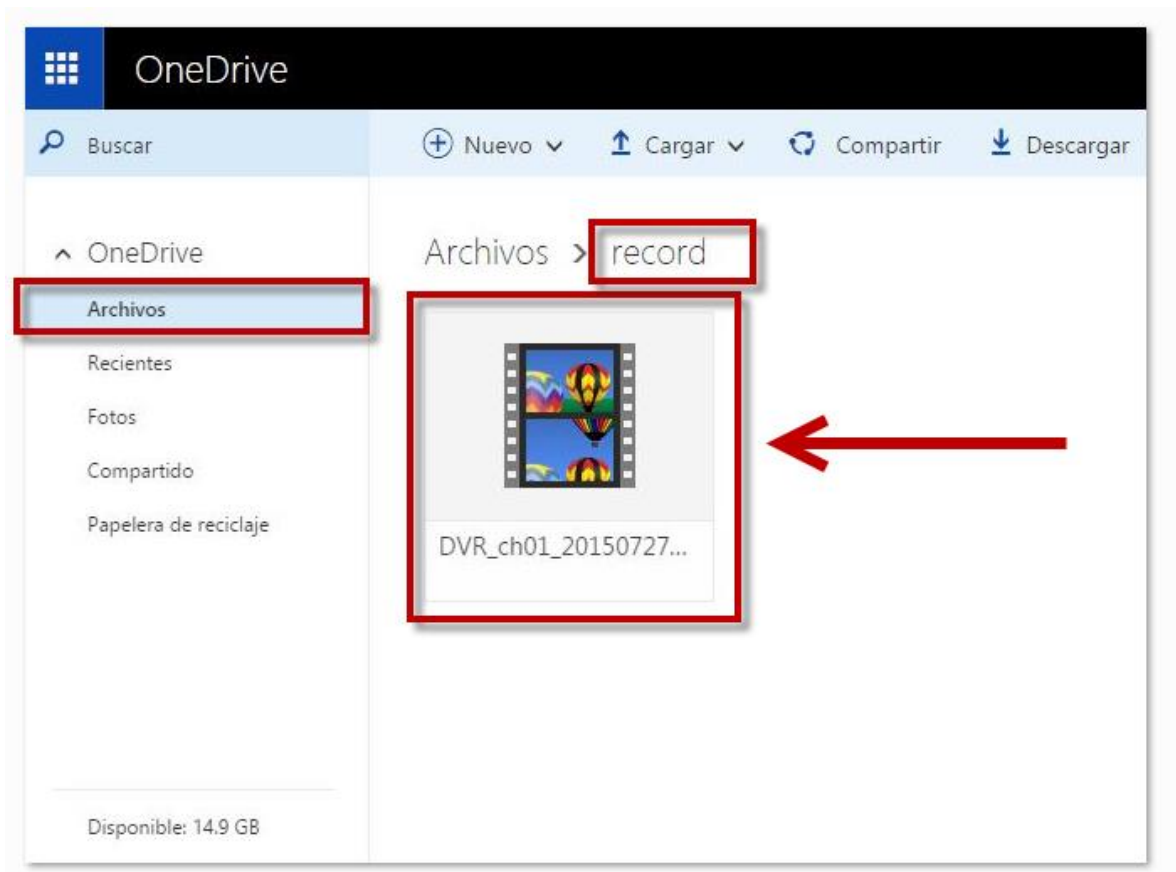 OneDrive
Buscar
Nuevo
Cargar
Compartir
Descargar
OneDrive
Archivos
Recientes
Fotos
Compartido
Papelera de reciclaje
Disponible: 14.9 GB
Archivos > record
DVR_ch01_20150727...